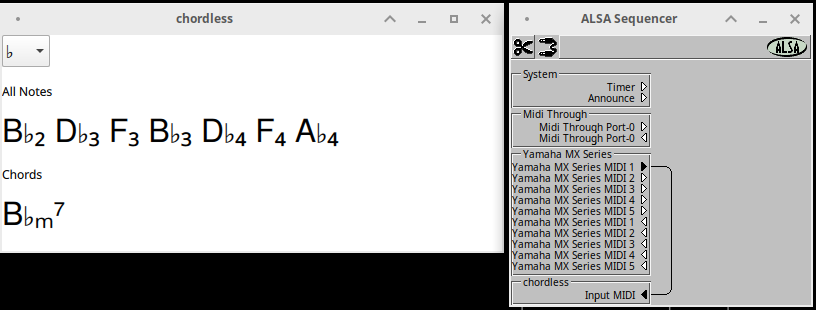 chordless
♭
All Notes
B♭2 D♭3 F3 B♭3 D♭4 F4 A♭4
Chords
B♭m7
ALSA Sequencer
ALSA
System
Timer
Announce
Midi Through
Midi Through Port-0
Midi Through Port-0
Yamaha MX Series
Yamaha MX Series MIDI 1
Yamaha MX Series MIDI 2
Yamaha MX Series MIDI 3
Yamaha MX Series MIDI 4
Yamaha MX Series MIDI 5
Yamaha MX Series MIDI 1
Yamaha MX Series MIDI 2
Yamaha MX Series MIDI 3
Yamaha MX Series MIDI 4
Yamaha MX Series MIDI 5
chordless
Input MIDI